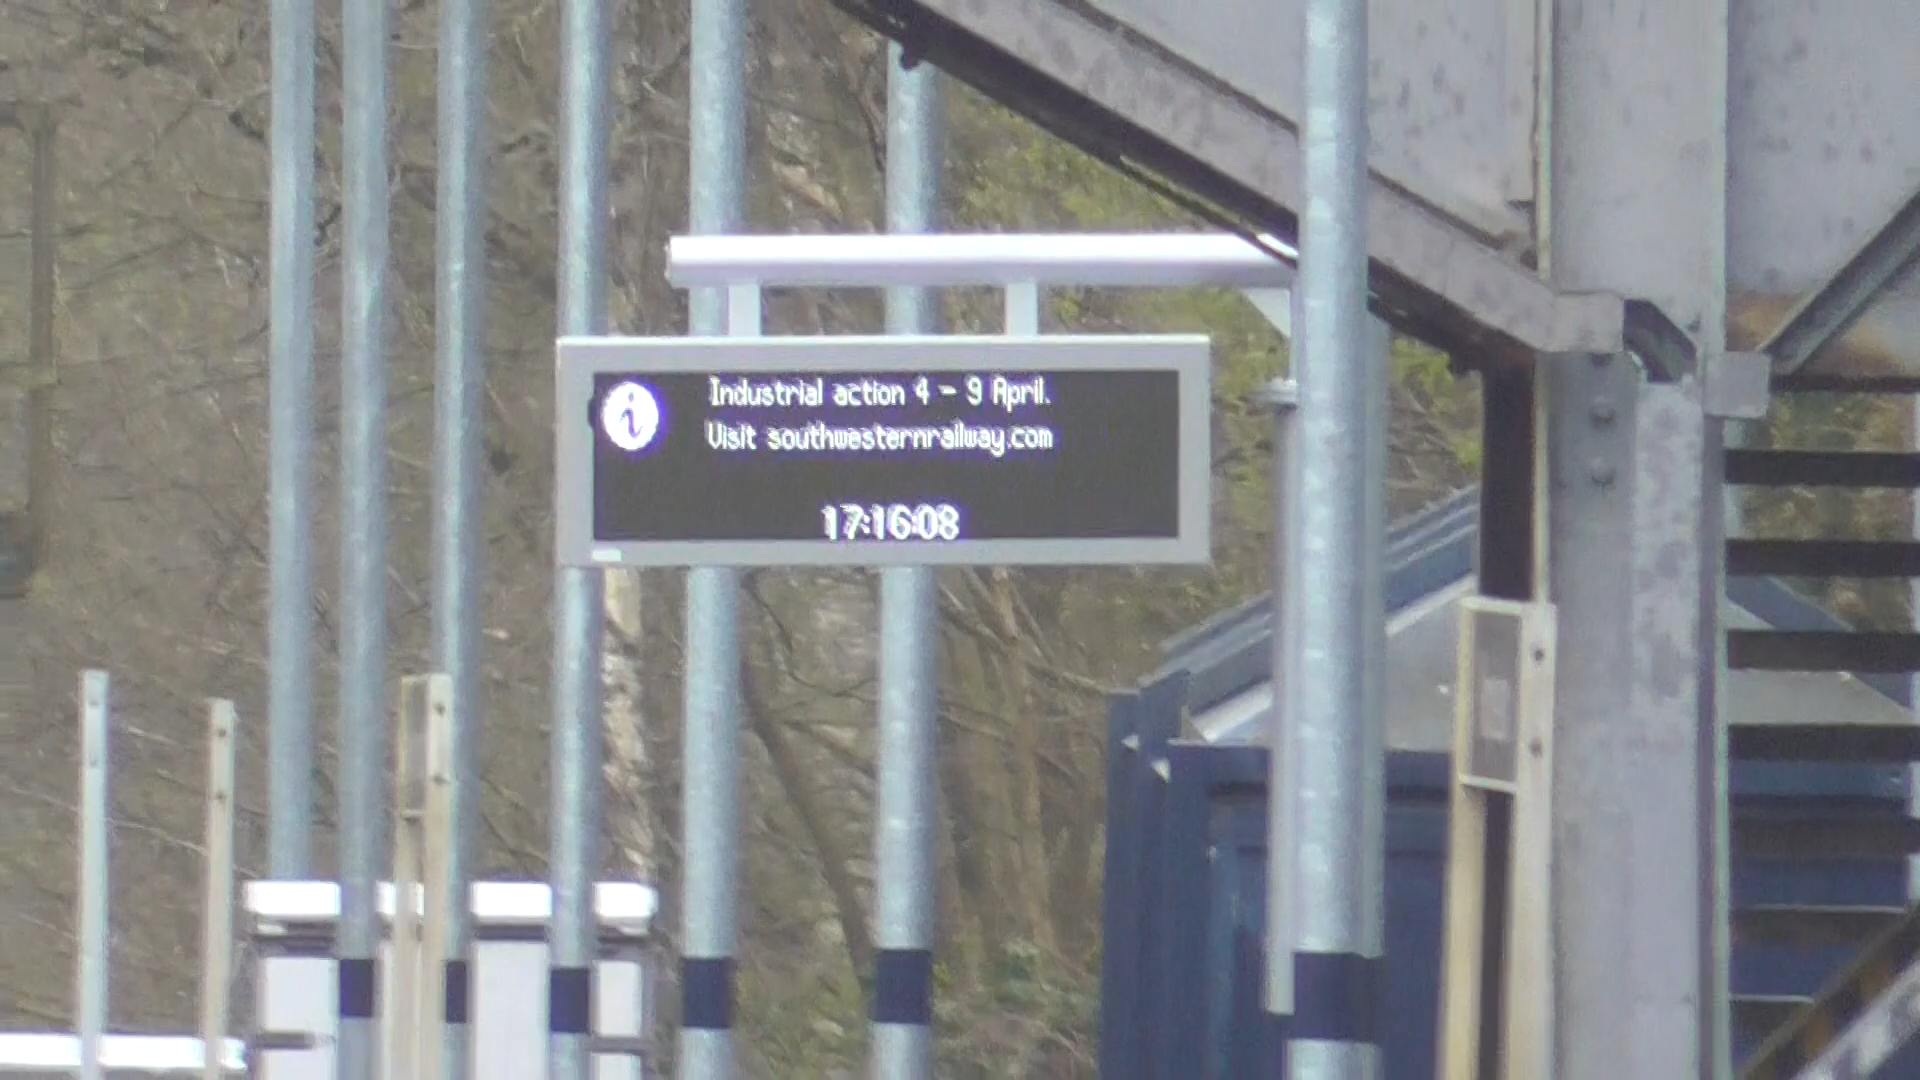 i
Industrial action 4 - 9 April.
Visit southwesternrailway.com
17:16:08